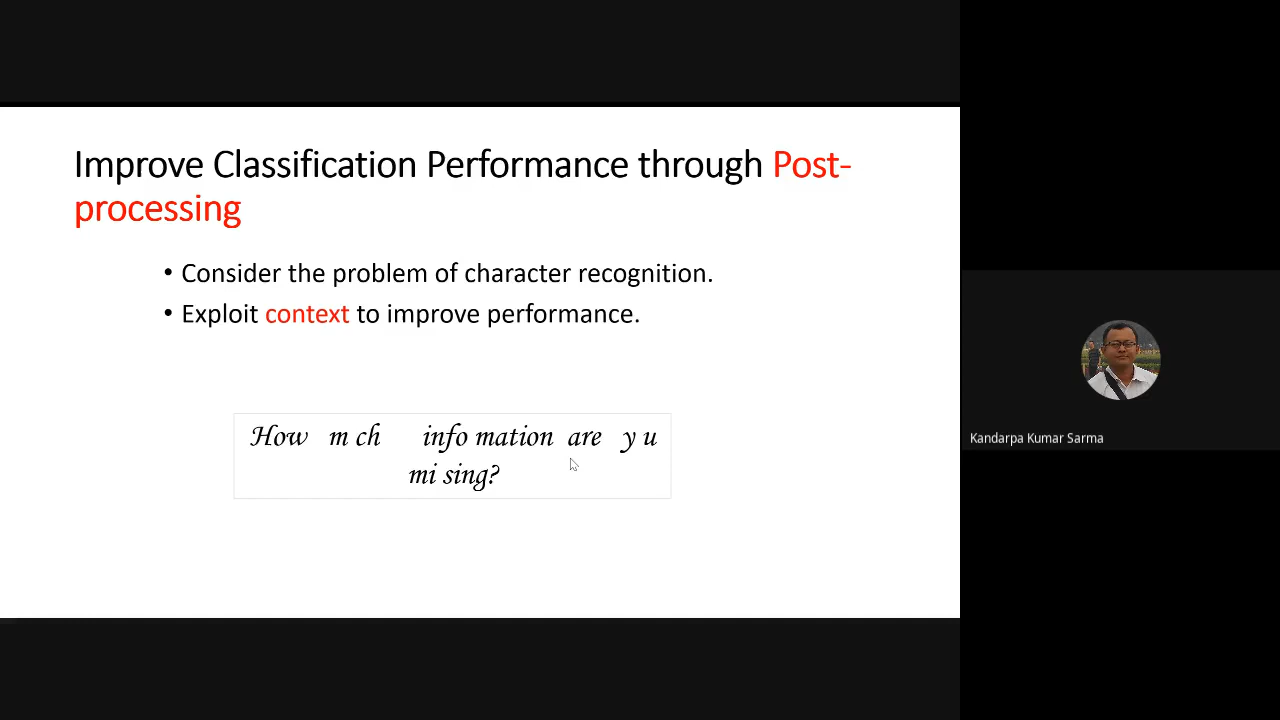 Improve Classification Performance through Post-
processing
• Consider the problem of character recognition.
• Exploit context to improve performance.
How m ch info mation are y u
mi sing?
Kandarpa Kumar Sarma